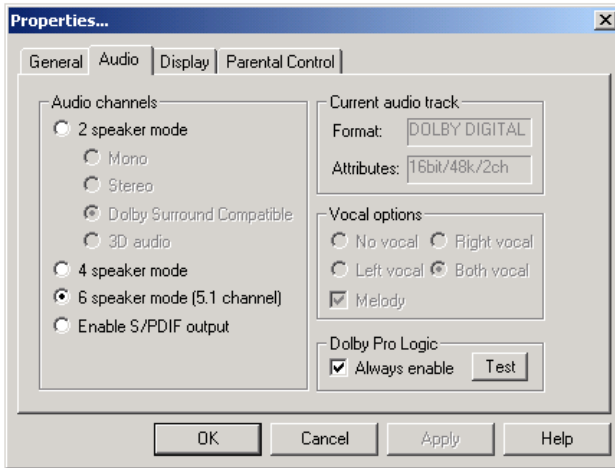 Properties...
General Audio Display Parental Control
Audio channels
2 speaker mode
Mono
Stereo
Dolby Surround Compatible
3D audio
4 speaker mode
6 speaker mode (5.1 channel)
Enable S/PDIF output
Current audio track
Format: DOLBY DIGITAL
Attributes: 16bit/48k/2ch
Vocal options
No vocal Right vocal
Left vocal Both vocal
Melody
Dolby Pro Logic
Always enable Test
OK Cancel Apply Help